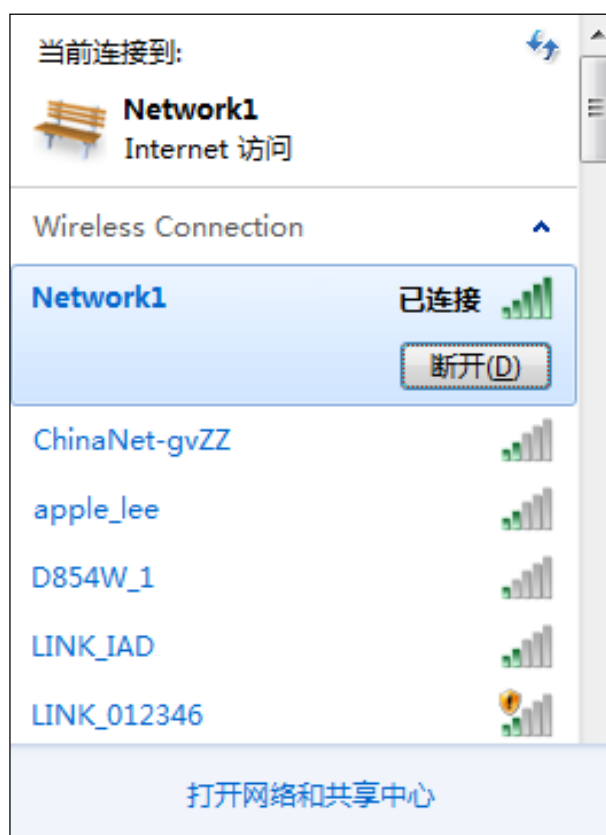 当前连接到:
Network1
Internet 访问
Wireless Connection
Network1 已连接
断开(D)
ChinaNet-gvZZ
apple_lee
D854W_1
LINK_IAD
LINK_012346
打开网络和共享中心